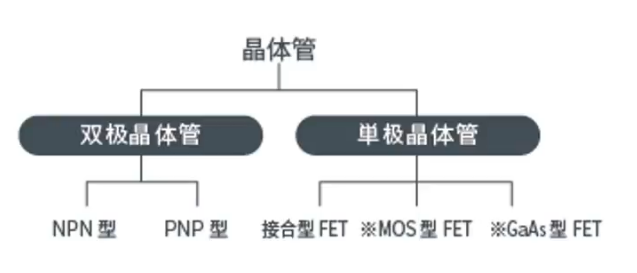 晶体管
双极晶体管
単极晶体管
NPN 型
PNP 型
接合型 FET
※MOS 型 FET
※GaAs 型 FET